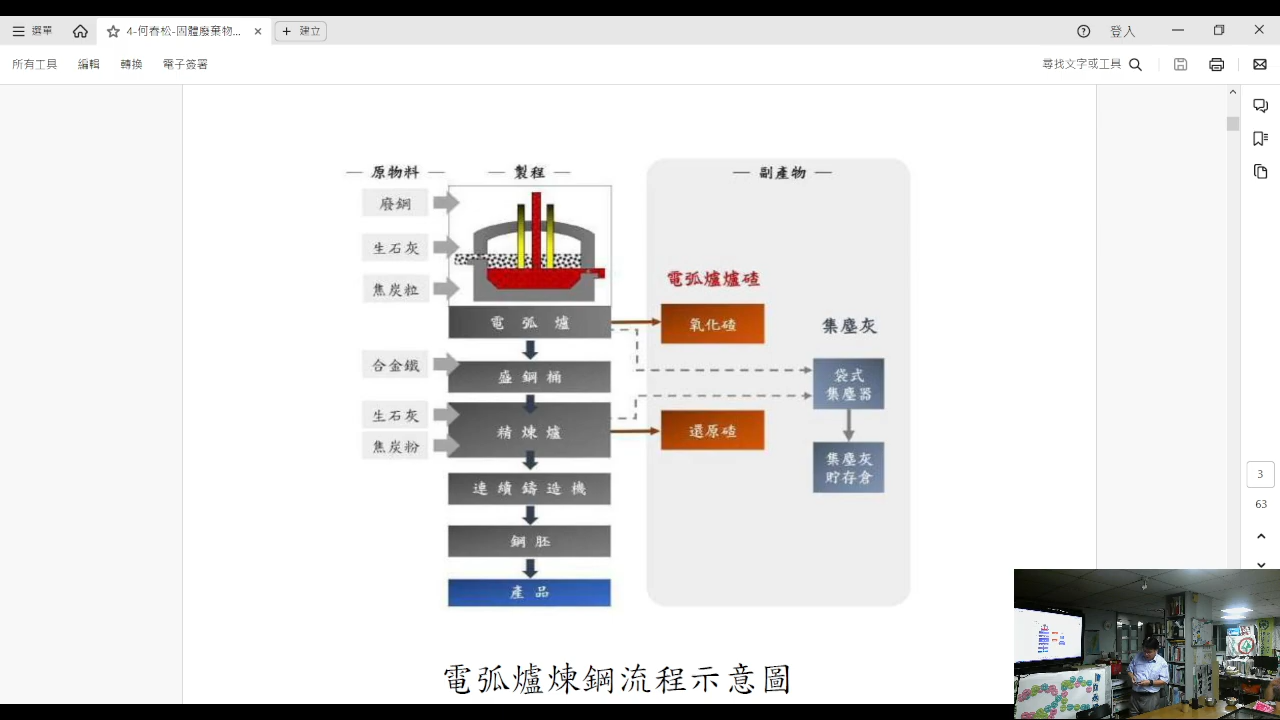 選單
4-何春松-固體廢棄物...
建立
登入
所有工具
編輯
轉換
電子簽署
尋找文字或工具
— 原物料 —
— 製程 —
— 副產物 —
廢鋼
生石灰
焦炭粒
電弧爐
電弧爐爐碴
氧化碴
集塵灰
合金鐵
盛鋼桶
袋式
集塵器
生石灰
焦炭粉
精煉爐
還原碴
集塵灰
貯存倉
連續鑄造機
鋼胚
產品
3
63
電弧爐煉鋼流程示意圖